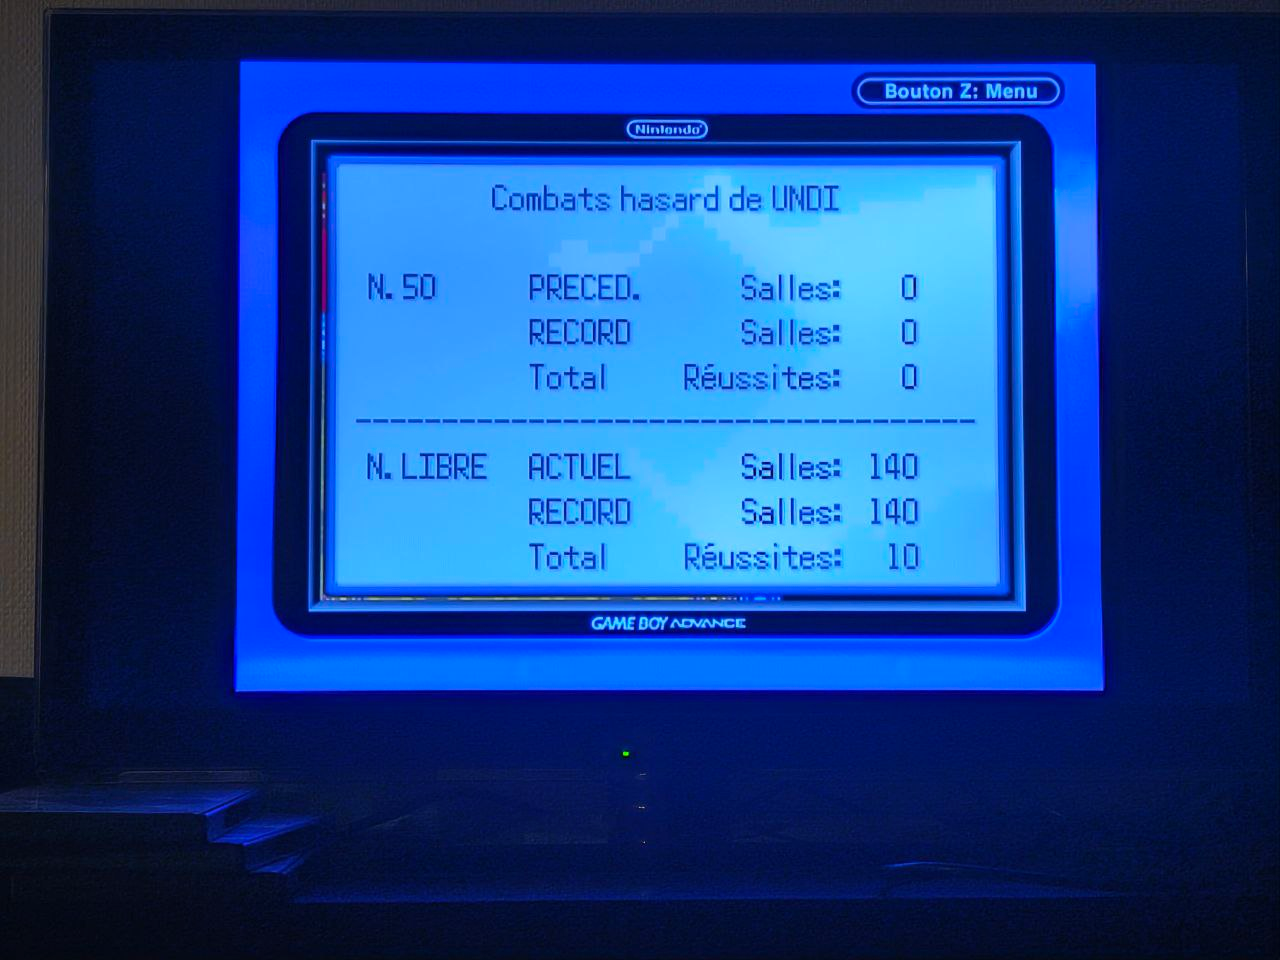 Bouton Z: Menu
Nintendo
Combats hasard de UNDI
N. 50 PRECED. Salles: 0
RECORD Salles: 0
Total Réussites: 0
N. LIBRE ACTUEL Salles: 140
RECORD Salles: 140
Total Réussites: 10
GAME BOY ADVANCE